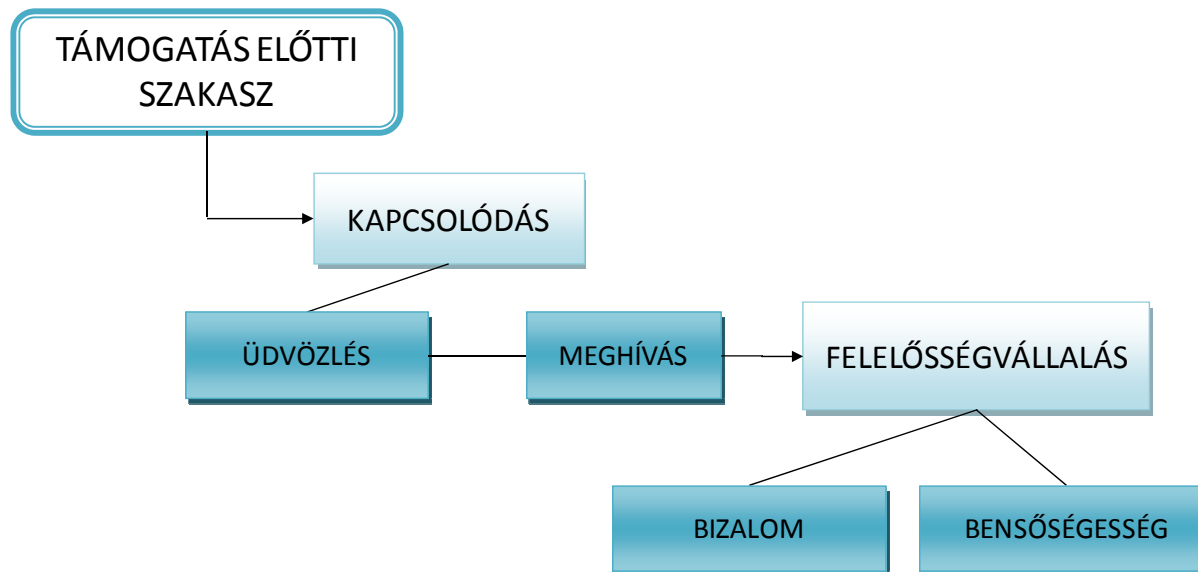 TÁMOGATÁS ELŐTTI
SZAKASZ
KAPCSOLÓDÁS
ÜDVÖZLÉS
MEGHÍVÁS
FELELŐSSÉGVÁLLALÁS
BIZALOM
BENSŐSÉGESSÉG